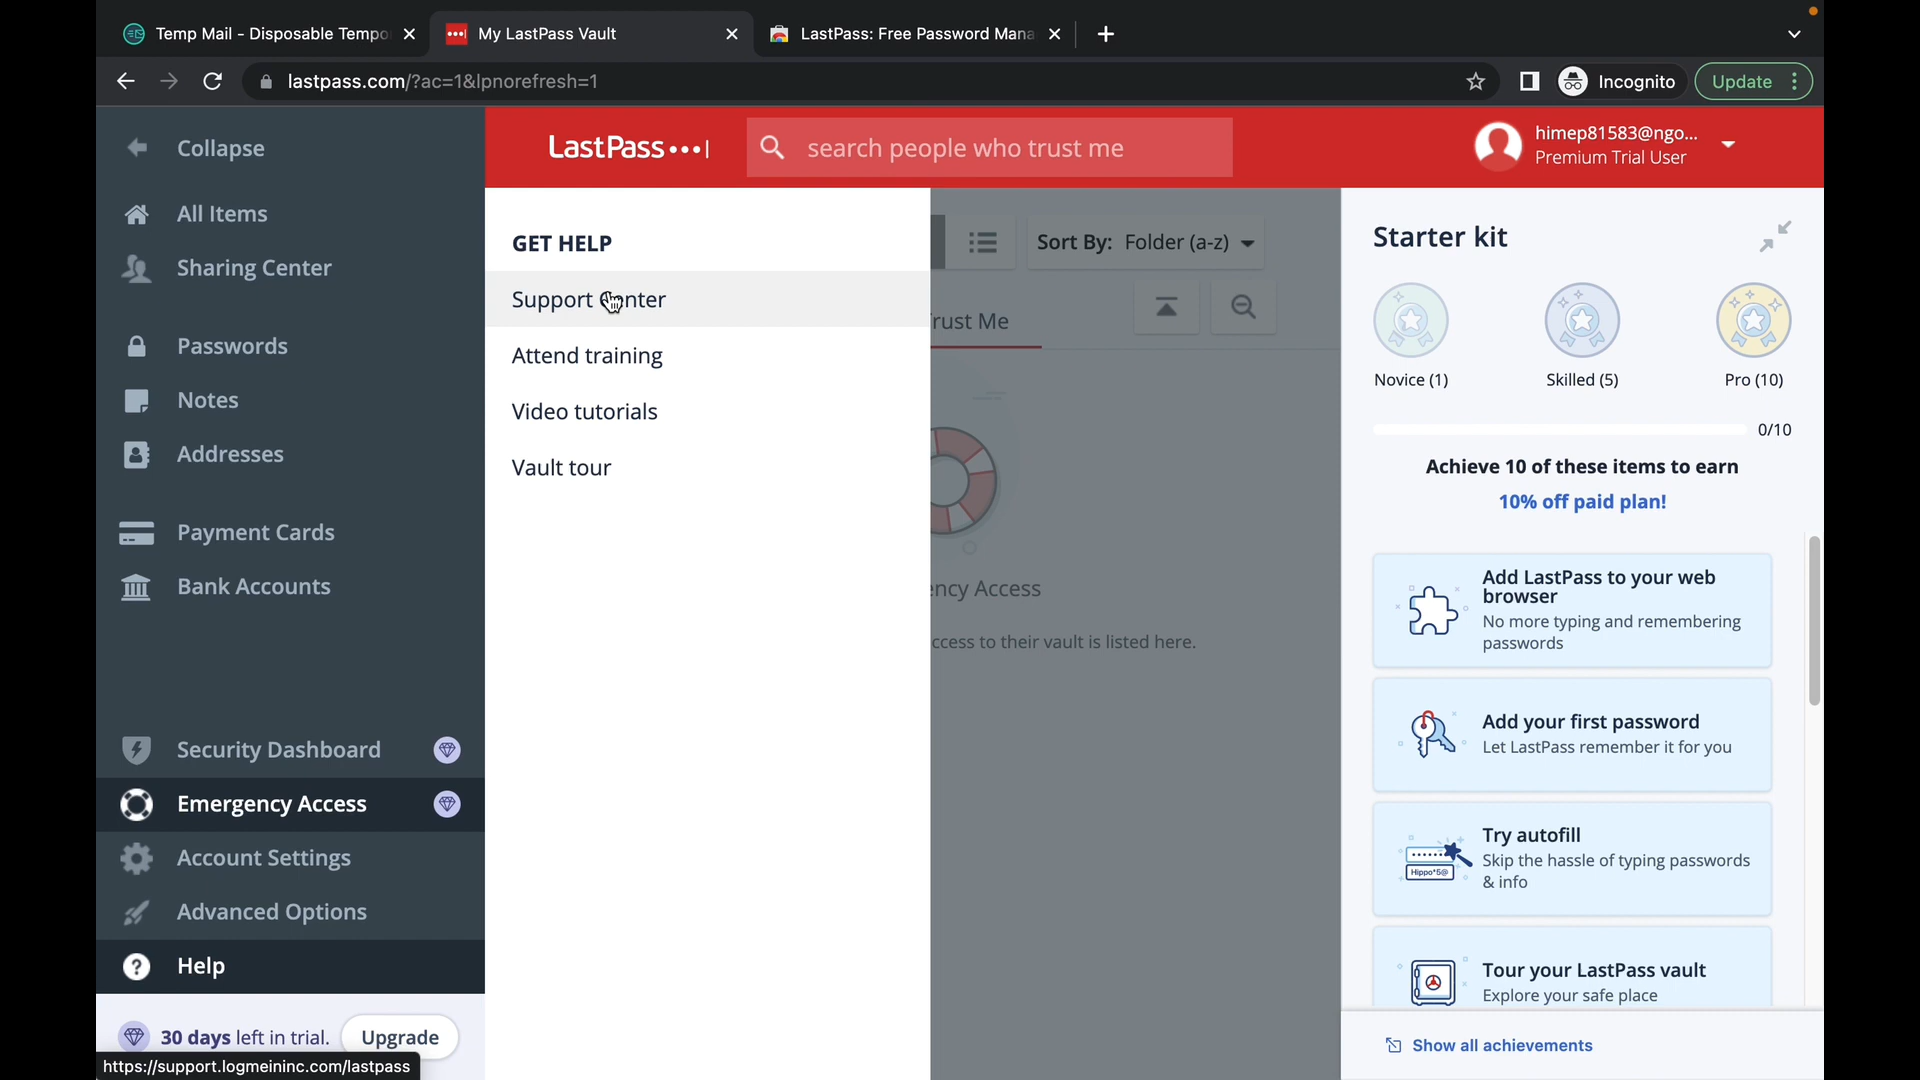 Temp Mail - Disposable Tempo
My LastPass Vault
LastPass: Free Password Mana
lastpass.com/?ac=1&lpnorefresh=1
Incognito
Update
Collapse
All Items
Sharing Center
Passwords
Notes
Addresses
Payment Cards
Bank Accounts
Security Dashboard
Emergency Access
Account Settings
Advanced Options
Help
30 days left in trial.
Upgrade
https://support.logmeininc.com/lastpass
LastPass
search people who trust me
himep81583@ngo...
Premium Trial User
GET HELP
Support Center
Attend training
Video tutorials
Vault tour
Sort By: Folder (a-z)
rust Me
ency Access
ccess to their vault is listed here.
Starter kit
Novice (1)
Skilled (5)
Pro (10)
0/10
Achieve 10 of these items to earn
10% off paid plan!
Add LastPass to your web
browser
No more typing and remembering
passwords
Add your first password
Let LastPass remember it for you
Try autofill
Skip the hassle of typing passwords
& info
Hippo*5@
Tour your LastPass vault
Explore your safe place
Show all achievements